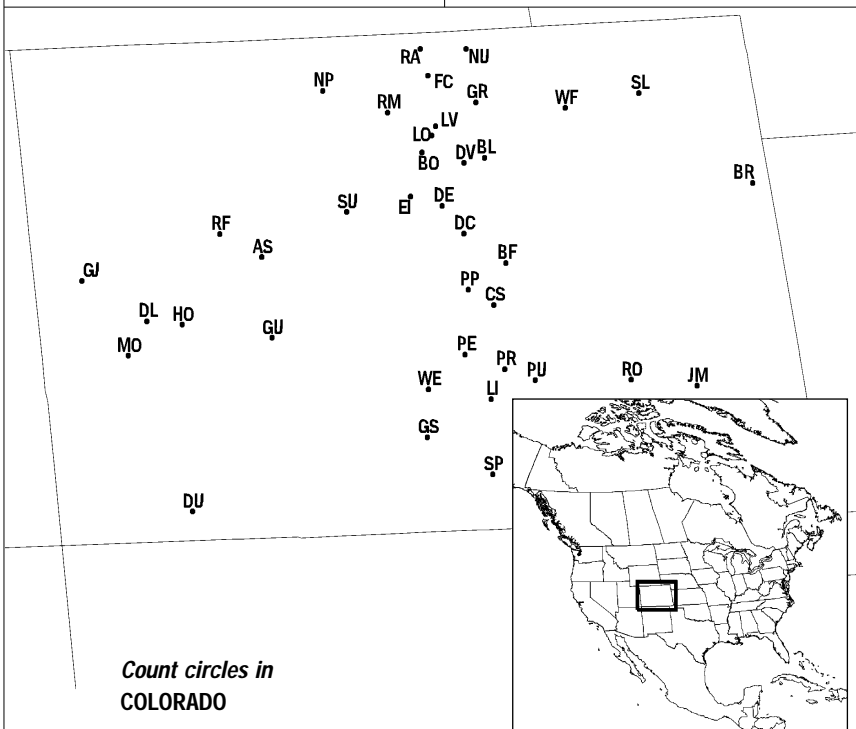 RA
NU
NP
FC
SL
GR
WF
RM
LV
LO
DV
BL
BO
BR
SU
EI
DE
RF
DC
AS
BF
GJ
PP
CS
DL
HO
GU
MO
PE
PR
PU
RO
JM
WE
LI
GS
SP
DU
Count circles in
COLORADO